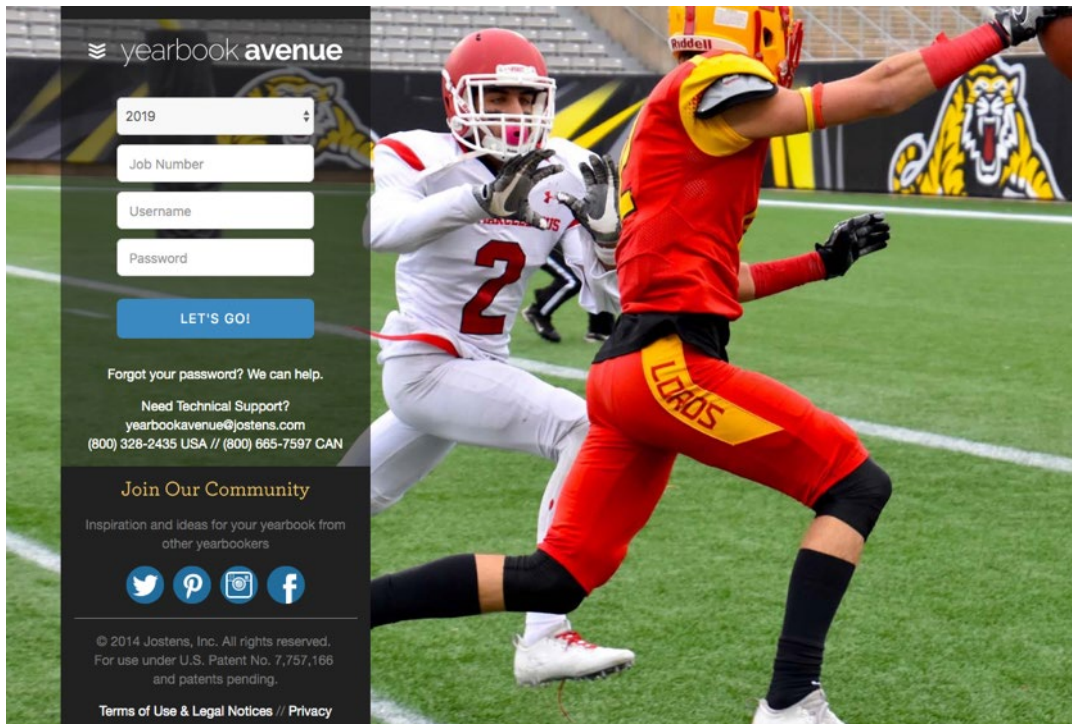 yearbook avenue
2019
Job Number
Username
Password
LET'S GO!
Forgot your password? We can help.
Need Technical Support?
yearbookavenue@jostens.com
(800) 328-2435 USA // (800) 665-7597 CAN
Join Our Community
Inspiration and ideas for your yearbook from
other yearbookers
© 2014 Jostens, Inc. All rights reserved.
For use under U.S. Patent No. 7,757,166
and patents pending.
Terms of Use & Legal Notices // Privacy
Riddell
2
LORDS